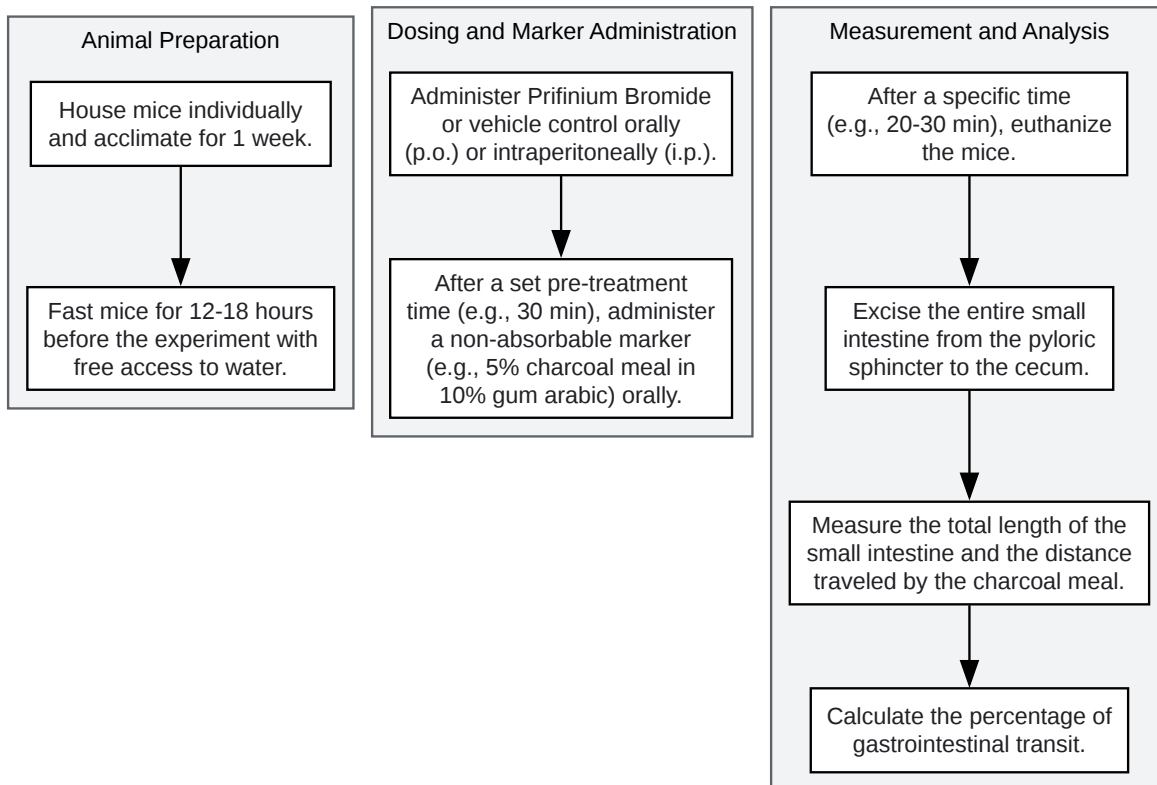 Animal Preparation
House mice individually
and acclimate for 1 week.
Fast mice for 12-18 hours
before the experiment with
free access to water.
Dosing and Marker Administration
Administer Prifinium Bromide
or vehicle control orally
(p.o.) or intraperitoneally (i.p.).
After a set pre-treatment
time (e.g., 30 min), administer
a non-absorbable marker
(e.g., 5% charcoal meal in
10% gum arabic) orally.
Measurement and Analysis
After a specific time
(e.g., 20-30 min), euthanize
the mice.
Excise the entire small
intestine from the pyloric
sphincter to the cecum.
Measure the total length of the
small intestine and the distance
traveled by the charcoal meal.
Calculate the percentage of
gastrointestinal transit.